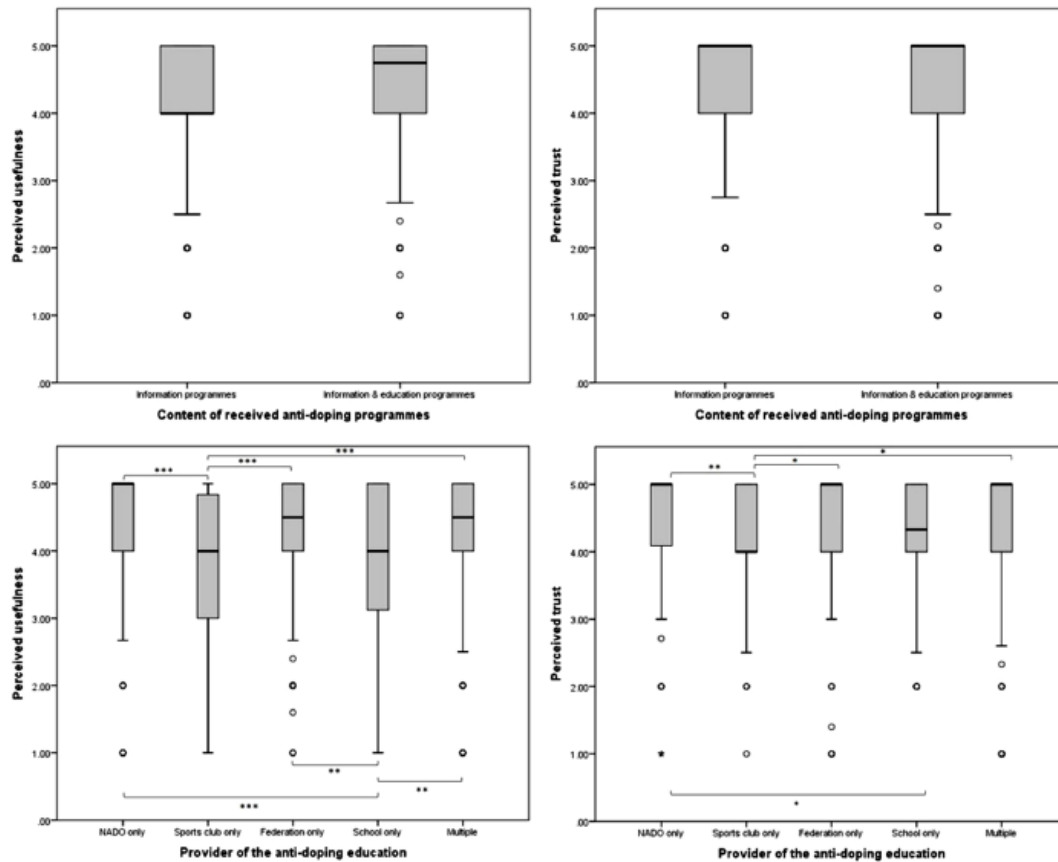 5.00
4.00
3.00
2.00
1.00
.00
Perceived usefulness
Information programmes
Information & education programmes
Content of received anti-doping programmes
5.00
4.00
3.00
2.00
1.00
.00
Perceived trust
Information programmes
Information & education programmes
Content of received anti-doping programmes
***
***
***
5.00
4.00
3.00
2.00
1.00
.00
Perceived usefulness
**
**
***
NADO only
Sports club only
Federation only
School only
Multiple
Provider of the anti-doping education
*
**
*
5.00
4.00
3.00
2.00
1.00
.00
Perceived trust
*
NADO only
Sports club only
Federation only
School only
Multiple
Provider of the anti-doping education